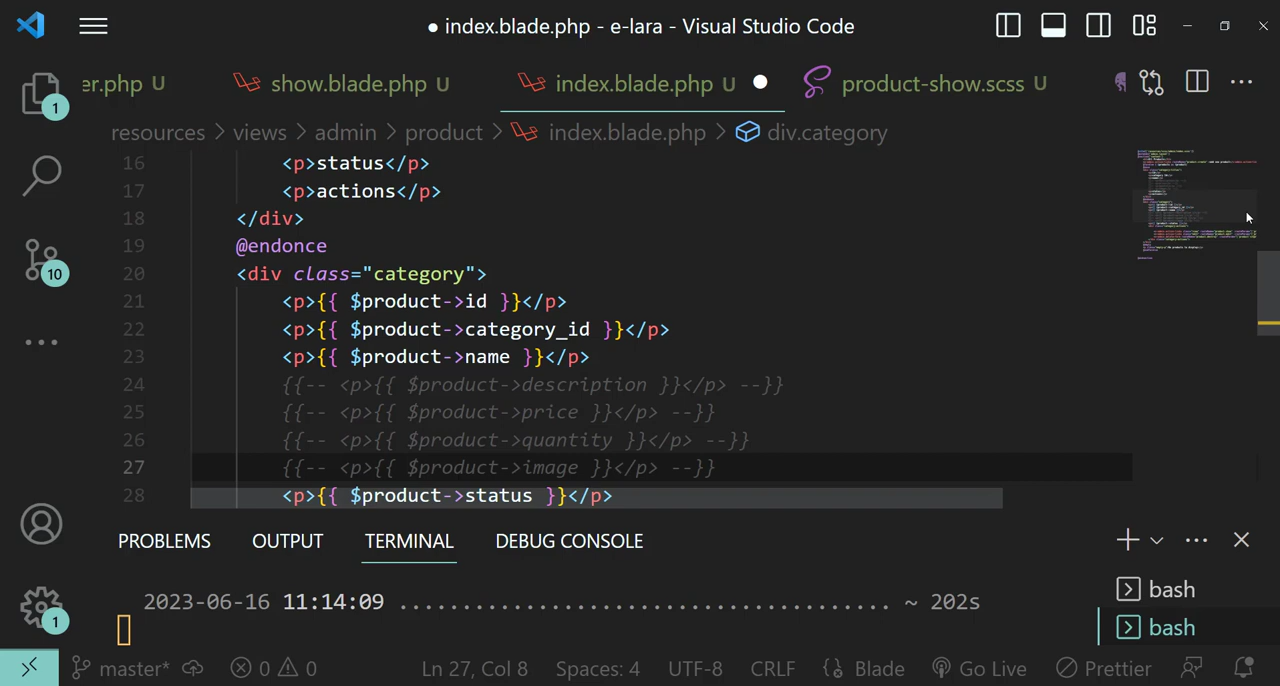 ● index.blade.php - e-lara - Visual Studio Code
er.php U show.blade.php U index.blade.php U ● product-show.scss U ...
1
resources > views > admin > product > index.blade.php > div.category
16 <p>status</p>
17 <p>actions</p>
18 </div>
19 @endonce
20 <div class="category">
21 <p>{{ $product->id }}</p>
22 <p>{{ $product->category_id }}</p>
23 <p>{{ $product->name }}</p>
24 {{-- <p>{{ $product->description }}</p> --}}
25 {{-- <p>{{ $product->price }}</p> --}}
26 {{-- <p>{{ $product->quantity }}</p> --}}
27 {{-- <p>{{ $product->image }}</p> --}}
28 <p>{{ $product->status }}</p>
10
PROBLEMS OUTPUT TERMINAL DEBUG CONSOLE
2023-06-16 11:14:09 ........................................... ~ 202s
bash
bash
1
master* 0 0 Ln 27, Col 8 Spaces: 4 UTF-8 CRLF {} Blade Go Live Prettier